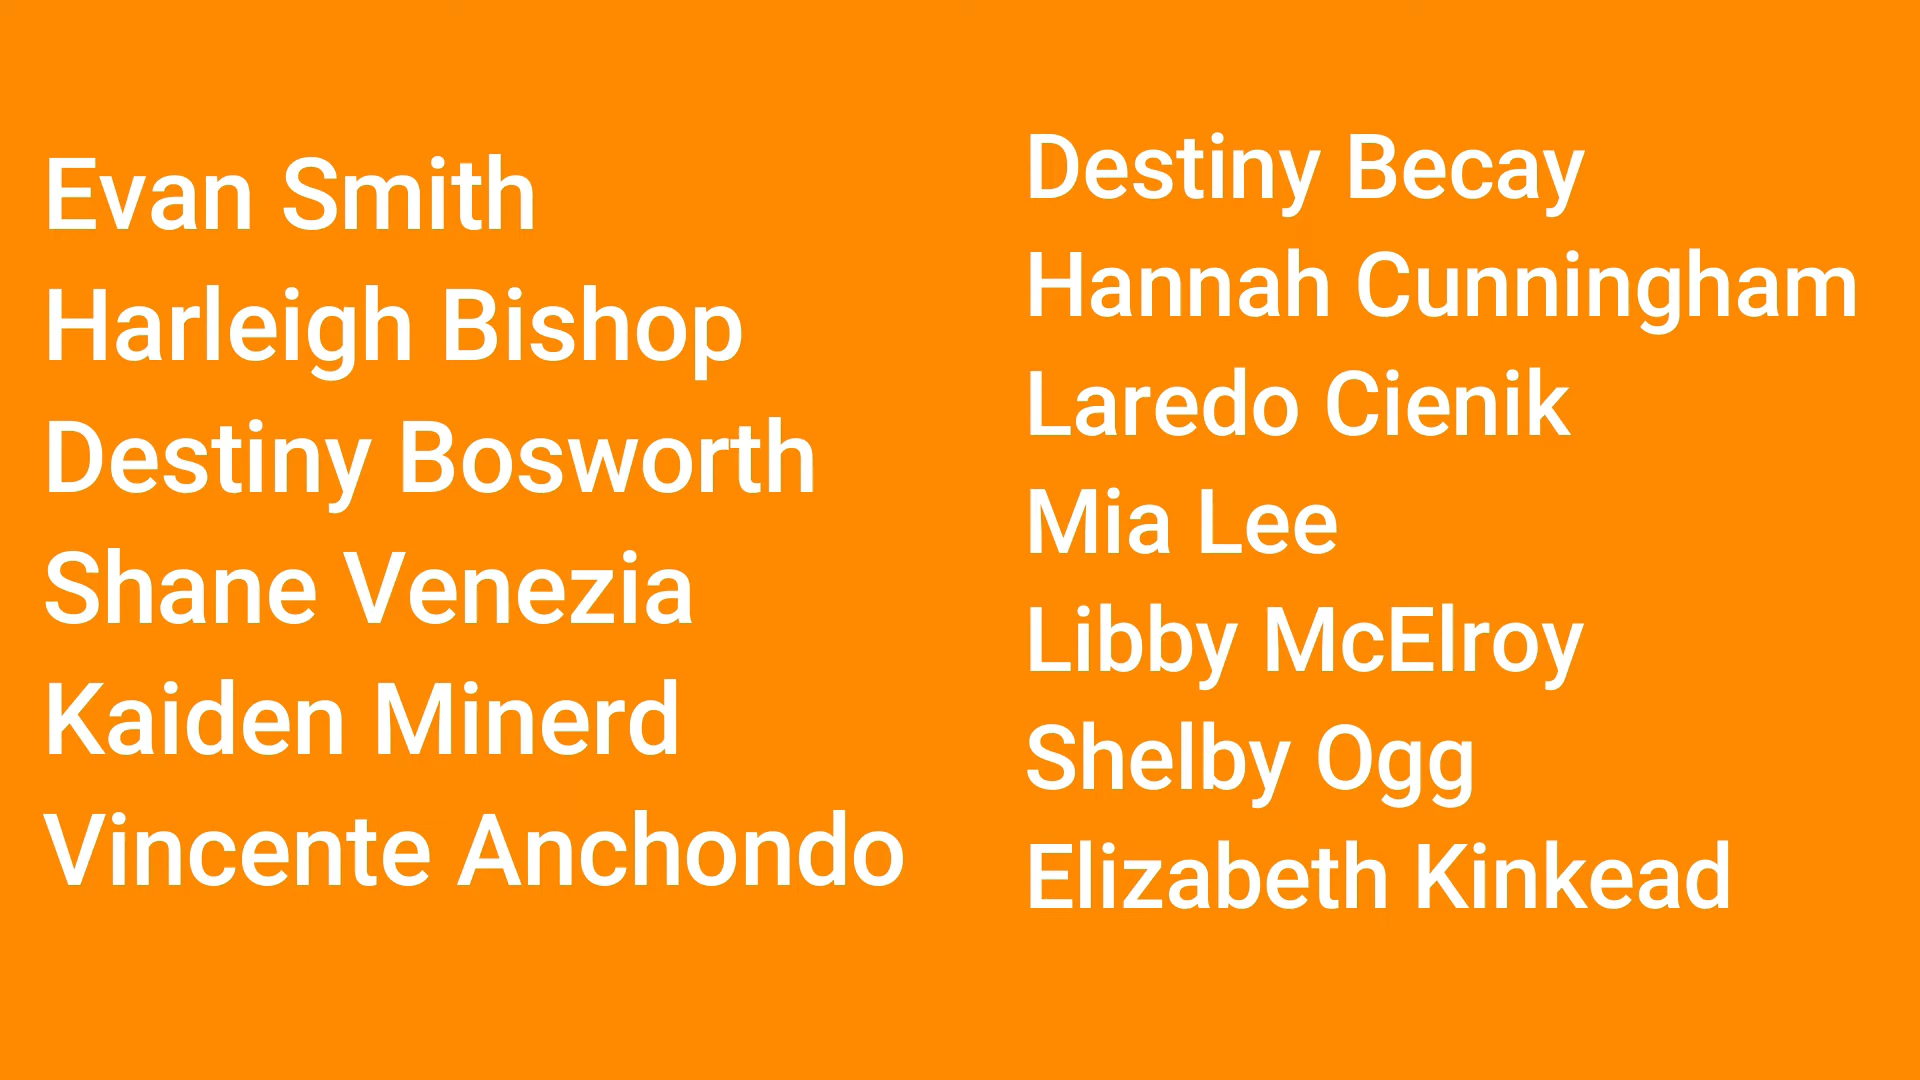 Evan Smith
Harleigh Bishop
Destiny Bosworth
Shane Venezia
Kaiden Minerd
Vincente Anchondo
Destiny Becay
Hannah Cunningham
Laredo Cienik
Mia Lee
Libby McElroy
Shelby Ogg
Elizabeth Kinkead